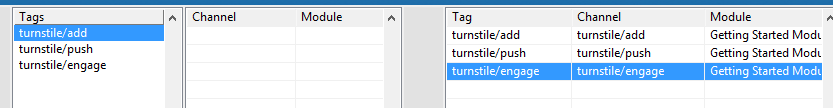 Tags Channel Module Tag Channel Module
turnstile/add turnstile/add turnstile/add Getting Started Modu
turnstile/push turnstile/push turnstile/push Getting Started Modu
turnstile/engage turnstile/engage turnstile/engage Getting Started Modu